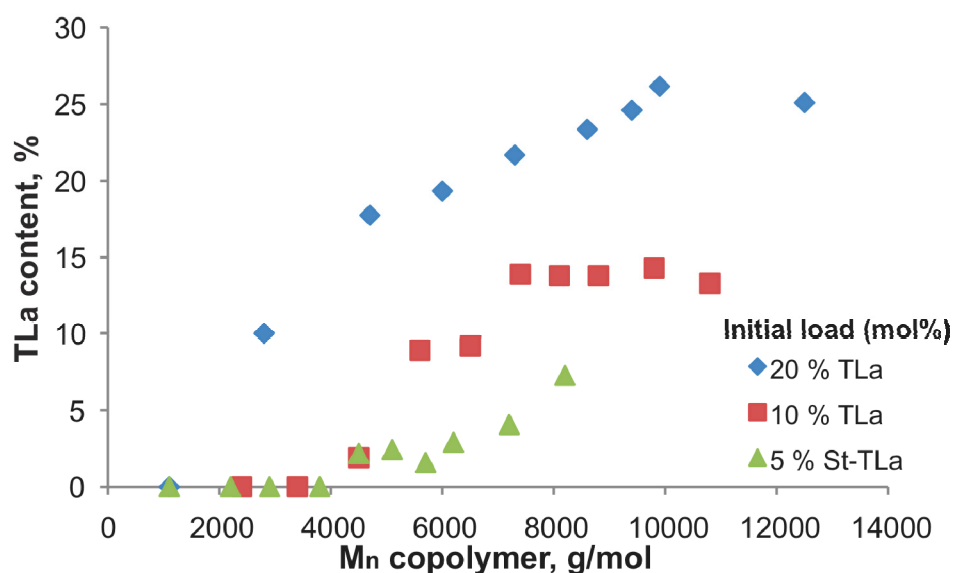 30
25
20
15
10
5
0
TLa content, %
0 2000 4000 6000 8000 10000 12000 14000
Mn copolymer, g/mol
Initial load (mol%)
20 % TLa
10 % TLa
5 % St-TLa